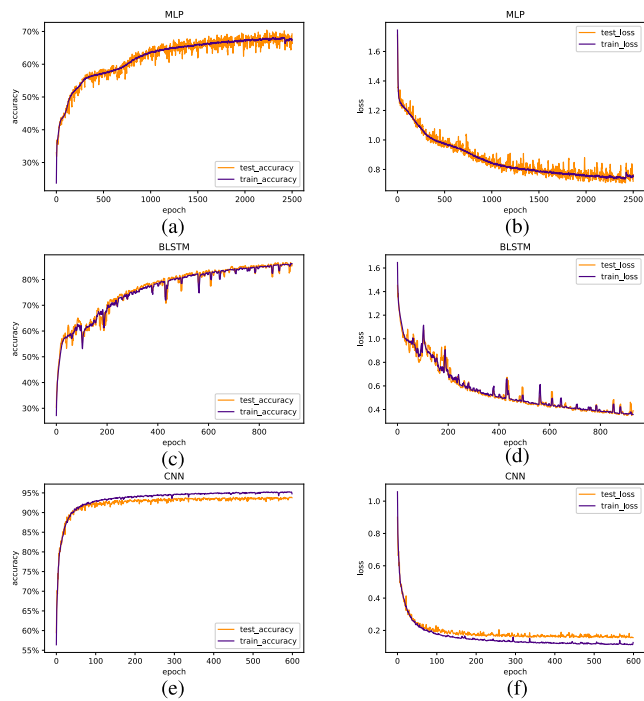 MLP
70%
60%
50%
40%
30%
accuracy
test_accuracy
train_accuracy
0 500 1000 1500 2000 2500
epoch
(a)
MLP
1.6
1.4
1.2
1.0
0.8
loss
test_loss
train_loss
0 500 1000 1500 2000 2500
epoch
(b)
BLSTM
80%
70%
60%
50%
40%
30%
accuracy
test_accuracy
train_accuracy
0 200 400 600 800
epoch
(c)
BLSTM
1.6
1.4
1.2
1.0
0.8
0.6
0.4
loss
test_loss
train_loss
0 200 400 600 800
epoch
(d)
CNN
95%
90%
85%
80%
75%
70%
65%
60%
55%
accuracy
test_accuracy
train_accuracy
0 100 200 300 400 500 600
epoch
(e)
CNN
1.0
0.8
0.6
0.4
0.2
loss
test_loss
train_loss
0 100 200 300 400 500 600
epoch
(f)